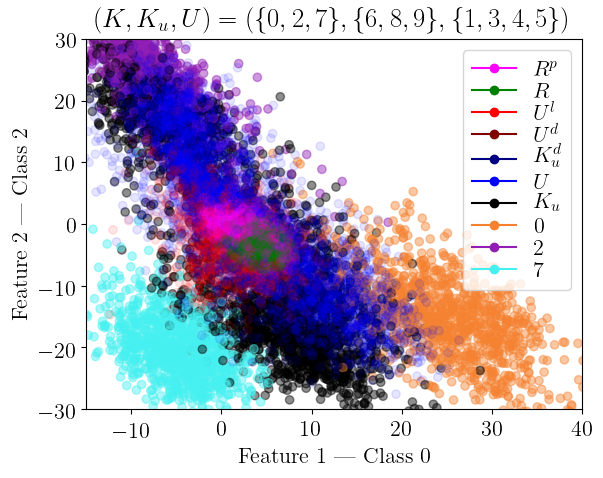 (K, K_u, U) = ({0, 2, 7}, {6, 8, 9}, {1, 3, 4, 5})
30
20
10
0
−10
−20
−30
Feature 2 — Class 2
R^p
R
U^l
U^d
K_u^d
U
K_u
0
2
7
−10
0
10
20
30
40
Feature 1 — Class 0